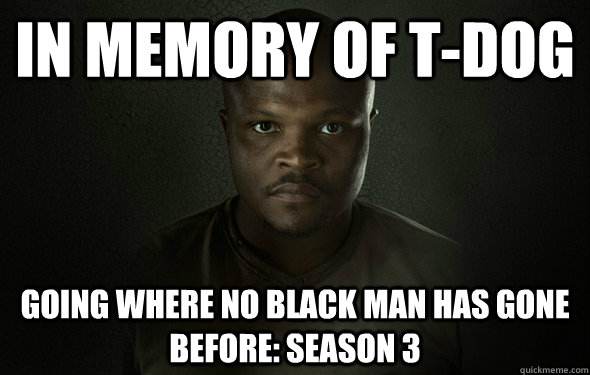 IN MEMORY OF T-DOG
GOING WHERE NO BLACK MAN HAS GONE
BEFORE: SEASON 3
quickmeme.com